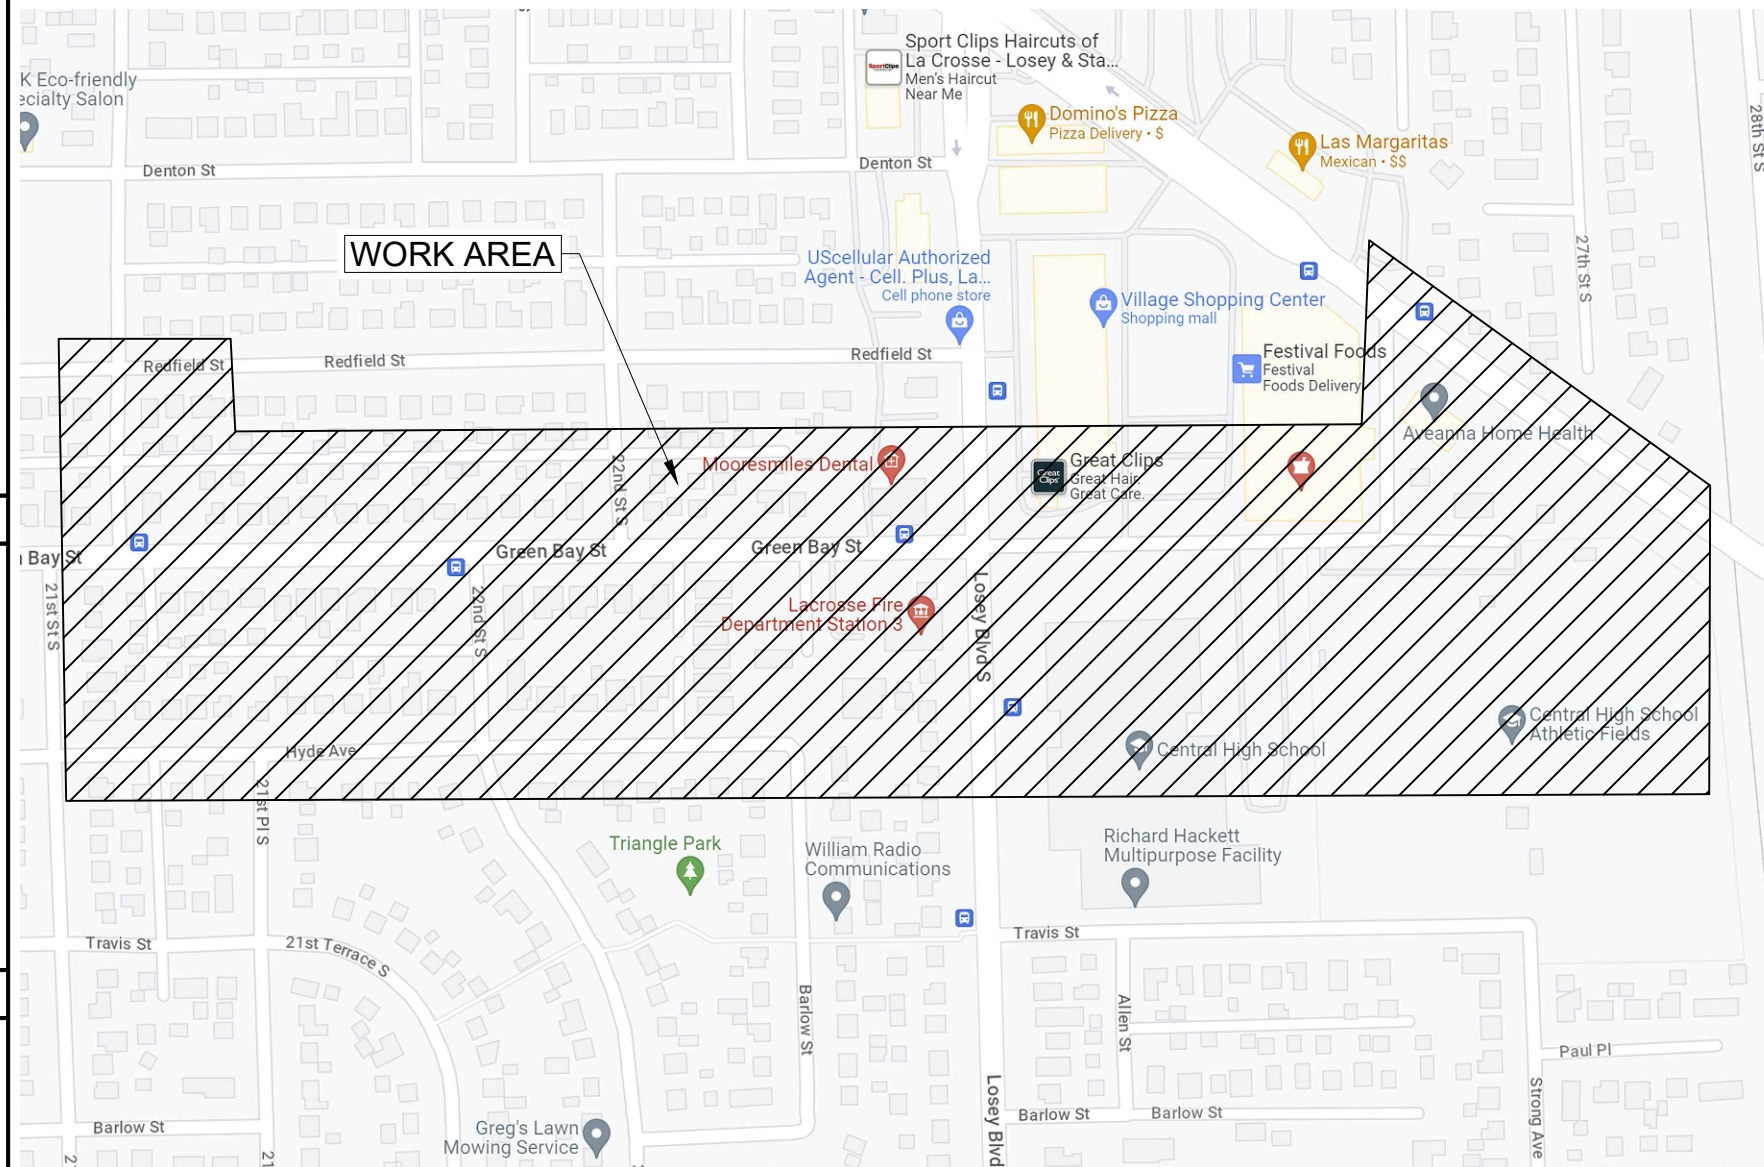 Sport Clips Haircuts of
La Crosse - Losey & Sta...
Men's Haircut
Near Me
K Eco-friendly
ecialty Salon
Domino's Pizza
Pizza Delivery • $
Las Margaritas
Mexican • $$
28th St S
Denton St
Denton St
WORK AREA
27th St S
UScellular Authorized
Agent - Cell. Plus, La...
Cell phone store
Village Shopping Center
Shopping mall
Redfield St
Redfield St
Redfield St
Festival Foods
Festival
Foods Delivery
Aveanna Home Health
22nd St S
Mooresmiles Dental
Great Clips
Great Clips
Great Hair.
Great Care.
Bay St
Green Bay St
Green Bay St
21st St S
22nd St S
Losey Blvd S
Lacrosse Fire
Department Station 3
Central High School
Athletic Fields
Hyde Ave
Central High School
21st Pl S
Triangle Park
William Radio
Communications
Richard Hackett
Multipurpose Facility
Travis St
21st Terrace S
Travis St
Barlow St
Allen St
Paul Pl
Losey Blvd
Strong Ave
Barlow St
Greg's Lawn
Mowing Service
Barlow St
Barlow St
21